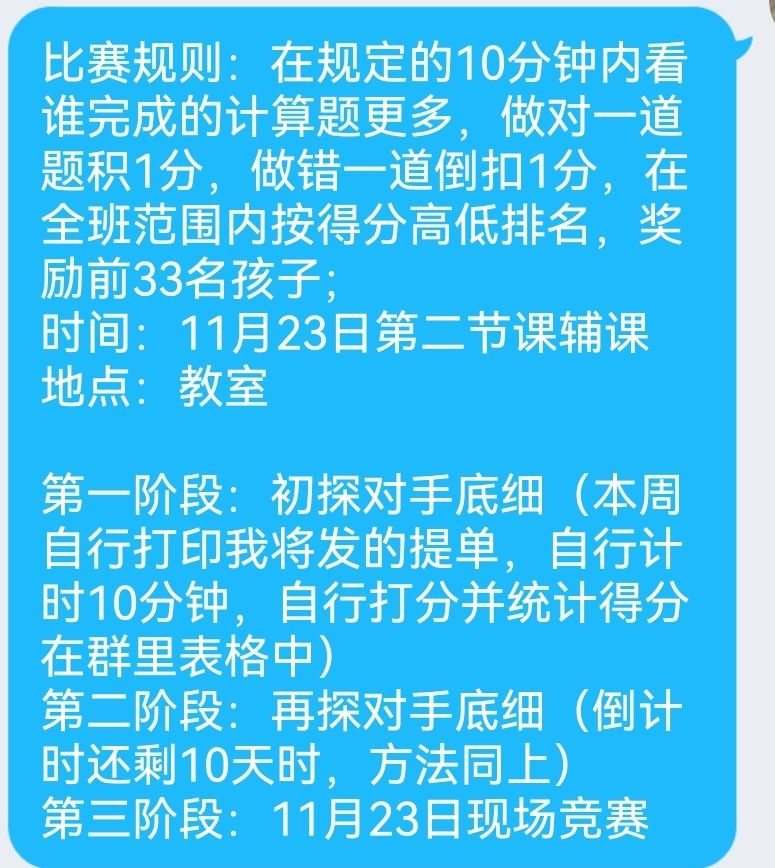 比赛规则：在规定的10分钟内看
谁完成的计算题更多，做对一道
题积1分，做错一道倒扣1分，在
全班范围内按得分高低排名，奖
励前33名孩子；
时间：11月23日第二节课辅课
地点：教室
第一阶段：初探对手底细（本周
自行打印我将发的提单，自行计
时10分钟，自行打分并统计得分
在群里表格中）
第二阶段：再探对手底细（倒计
时还剩10天时，方法同上）
第三阶段：11月23日现场竞赛